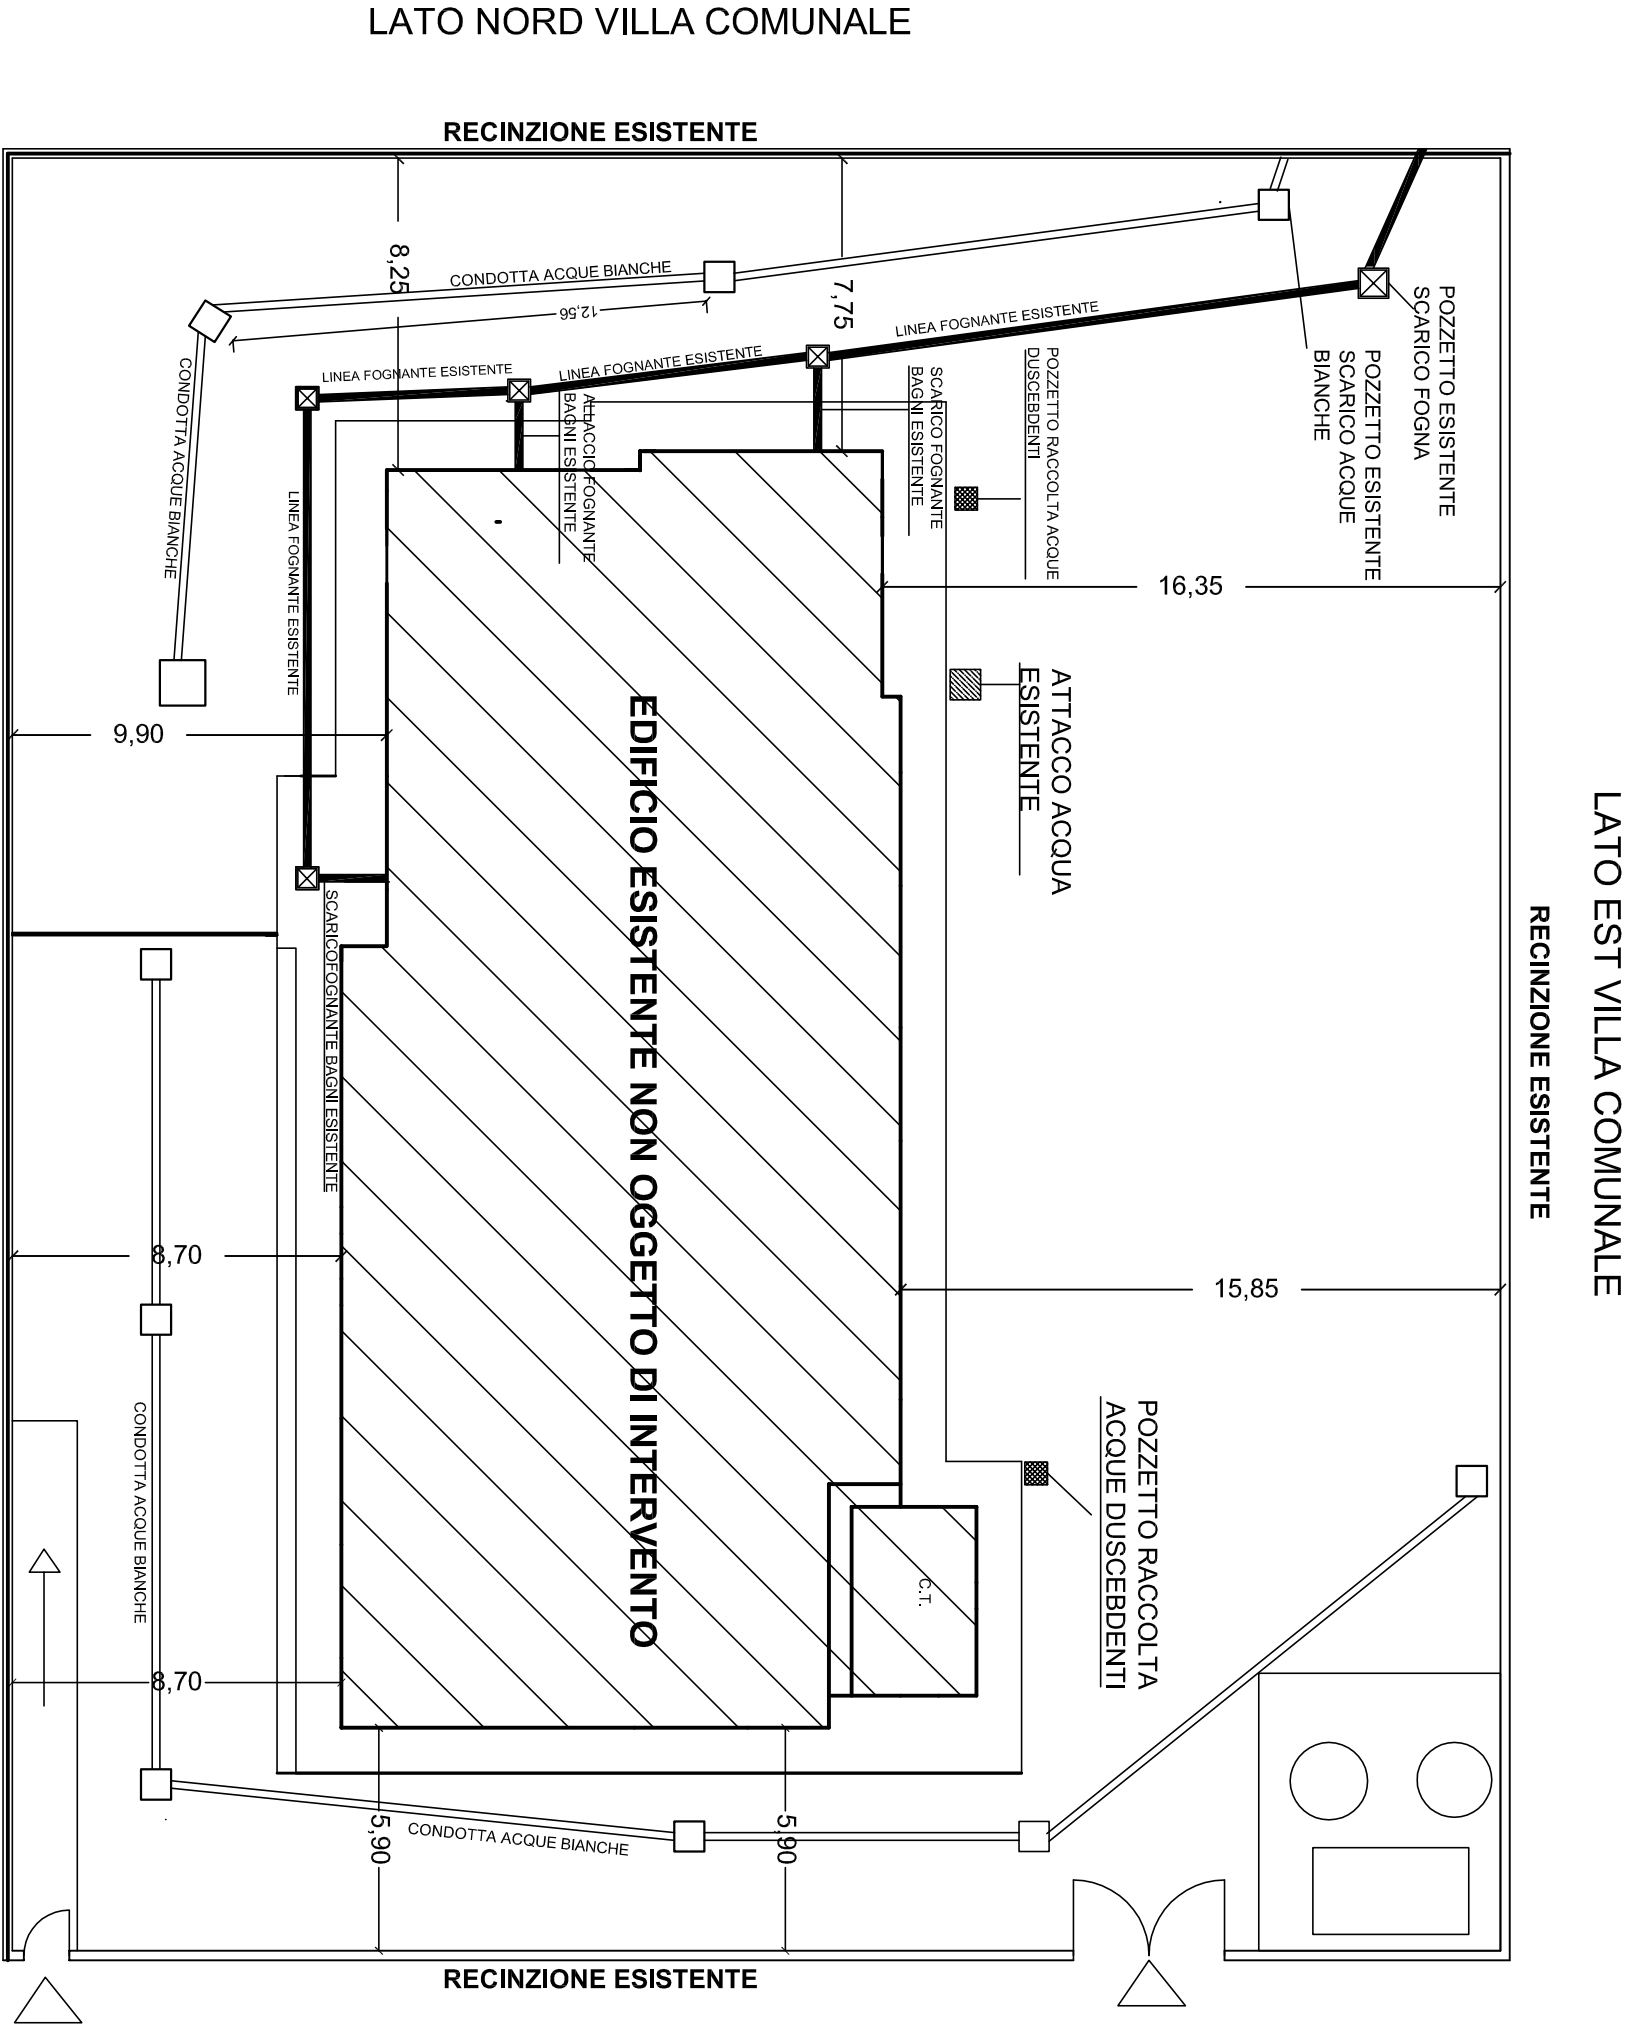 LATO NORD VILLA COMUNALE
RECINZIONE ESISTENTE
8,25
7,75
CONDOTTA ACQUE BIANCHE
12,56
LINEA FOGNANTE ESISTENTE
LINEA FOGNANTE ESISTENTE
LINEA FOGNANTE ESISTENTE
POZZETTO ESISTENTE
SCARICO FOGNA
POZZETTO ESISTENTE
SCARICO ACQUE
BIANCHE
POZZETTO RACCOLTA ACQUE
DUSCEBDENTI
SCARICO FOGNANTE
BAGNI ESISTENTE
ALLACCIO FOGNANTE
BAGNI ESISTENTE
CONDOTTA ACQUE BIANCHE
LINEA FOGNANTE ESISTENTE
16,35
ATTACCO ACQUA
ESISTENTE
9,90
EDIFICIO ESISTENTE NON OGGETTO DI INTERVENTO
LATO EST VILLA COMUNALE
RECINZIONE ESISTENTE
SCARICOFOGNANTE BAGNI ESISTENTE
8,70
15,85
POZZETTO RACCOLTA
ACQUE DUSCEBDENTI
CONDOTTA ACQUE BIANCHE
C.T.
8,70
5,90
5,90
CONDOTTA ACQUE BIANCHE
RECINZIONE ESISTENTE